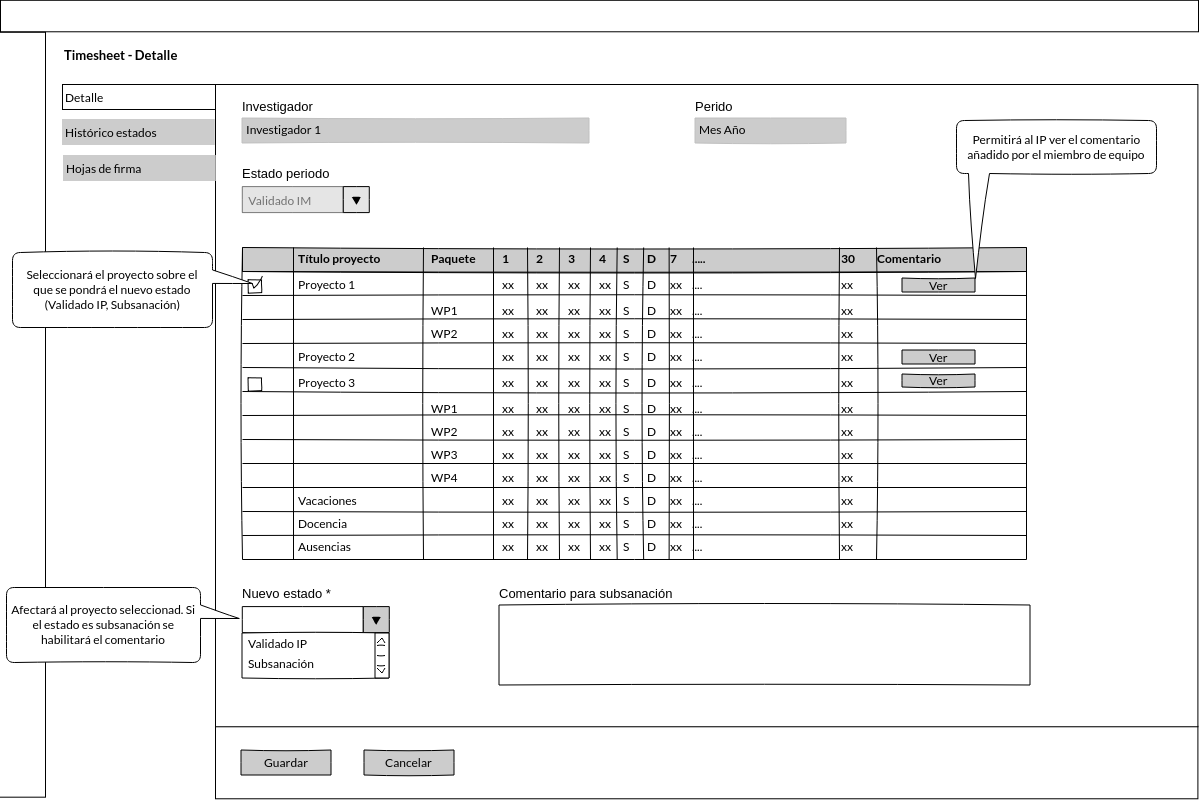 Timesheet - Detalle
Detalle
Histórico estados
Hojas de firma
Investigador
Investigador 1
Perido
Mes Año
Permitirá al IP ver el comentario
añadido por el miembro de equipo
Estado periodo
Validado IM
Seleccionará el proyecto sobre el
que se pondrá el nuevo estado
(Validado IP, Subsanación)
Título proyecto Paquete 1 2 3 4 S D 7 ..... 30 Comentario
Proyecto 1 xx xx xx xx S D xx ... xx Ver
WP1 xx xx xx xx S D xx ... xx
WP2 xx xx xx xx S D xx ... xx
Proyecto 2 xx xx xx xx S D xx ... xx Ver
Proyecto 3 xx xx xx xx S D xx ... xx Ver
WP1 xx xx xx xx S D xx ... xx
WP2 xx xx xx xx S D xx ... xx
WP3 xx xx xx xx S D xx ... xx
WP4 xx xx xx xx S D xx ... xx
Vacaciones xx xx xx xx S D xx ... xx
Docencia xx xx xx xx S D xx ... xx
Ausencias xx xx xx xx S D xx ... xx
Afectará al proyecto seleccionad. Si
el estado es subsanación se
habilitará el comentario
Nuevo estado *
Validado IP
Subsanación
Comentario para subsanación
Guardar
Cancelar